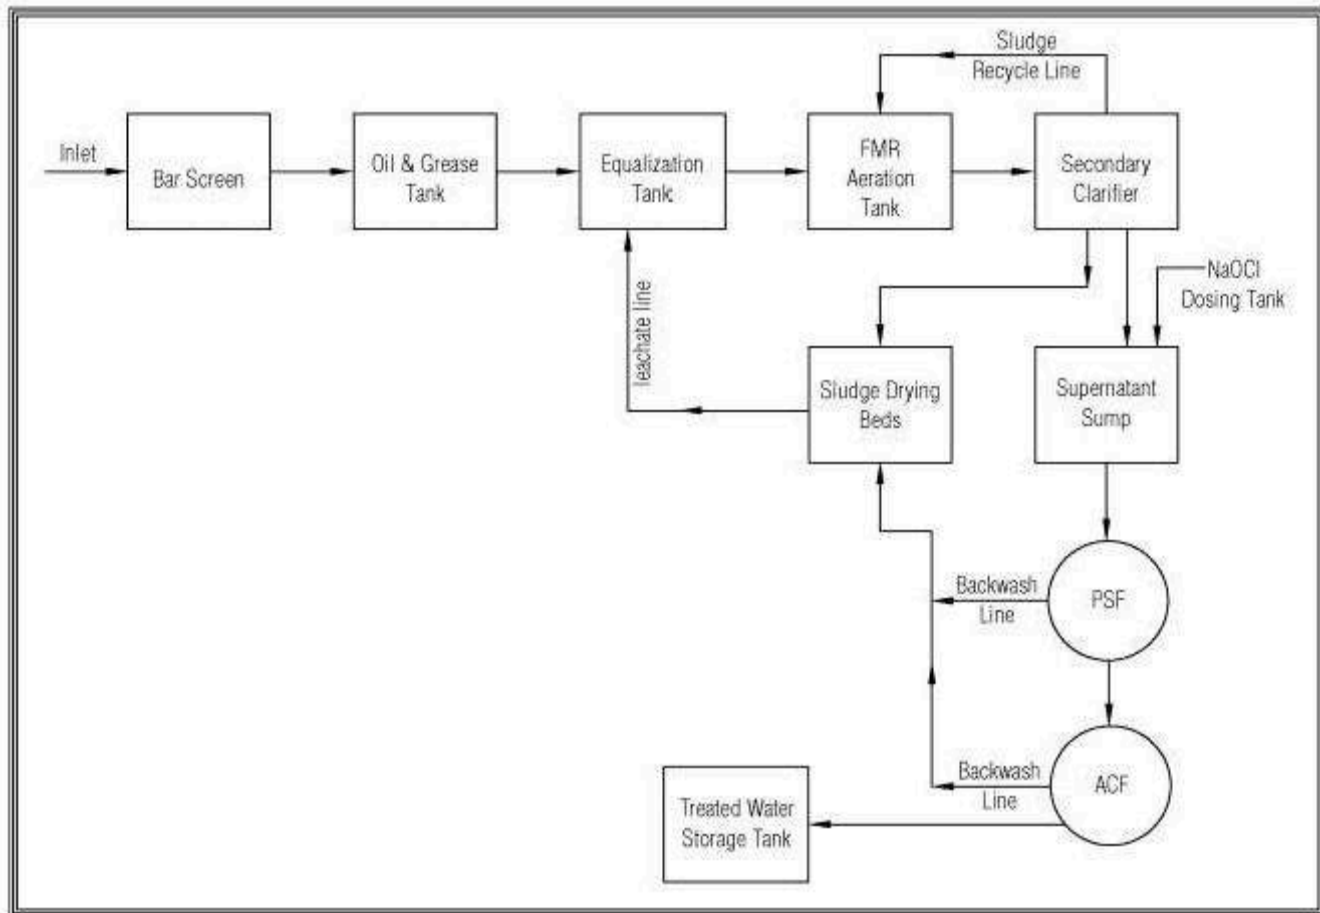 Sludge
Recycle Line
Inlet
Bar Screen
Oil & Grease
Tank
Equalization
Tank
FMR
Aeration
Tank
Secondary
Clarifier
NaOCl
Dosing Tank
leachate line
Sludge Drying
Beds
Supernatant
Sump
Backwash
Line
PSF
Backwash
Line
ACF
Treated Water
Storage Tank